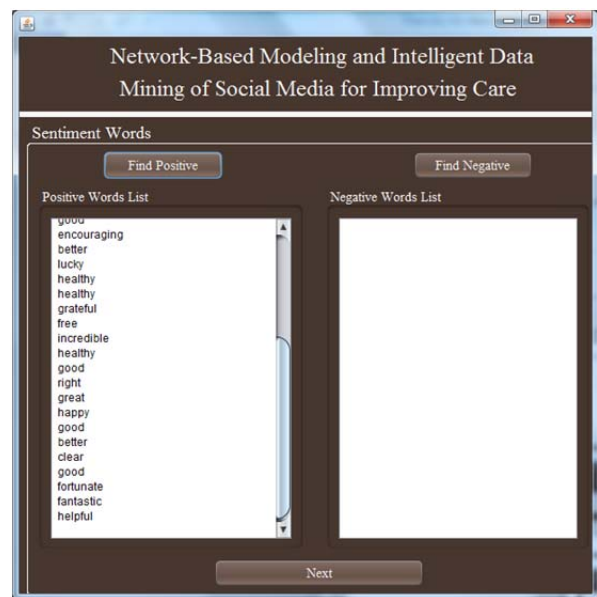 Network-Based Modeling and Intelligent Data
Mining of Social Media for Improving Care
Sentiment Words
Find Positive
Find Negative
Positive Words List
Negative Words List
good
encouraging
better
lucky
healthy
healthy
grateful
free
incredible
healthy
good
right
great
happy
good
better
clear
good
fortunate
fantastic
helpful
Next